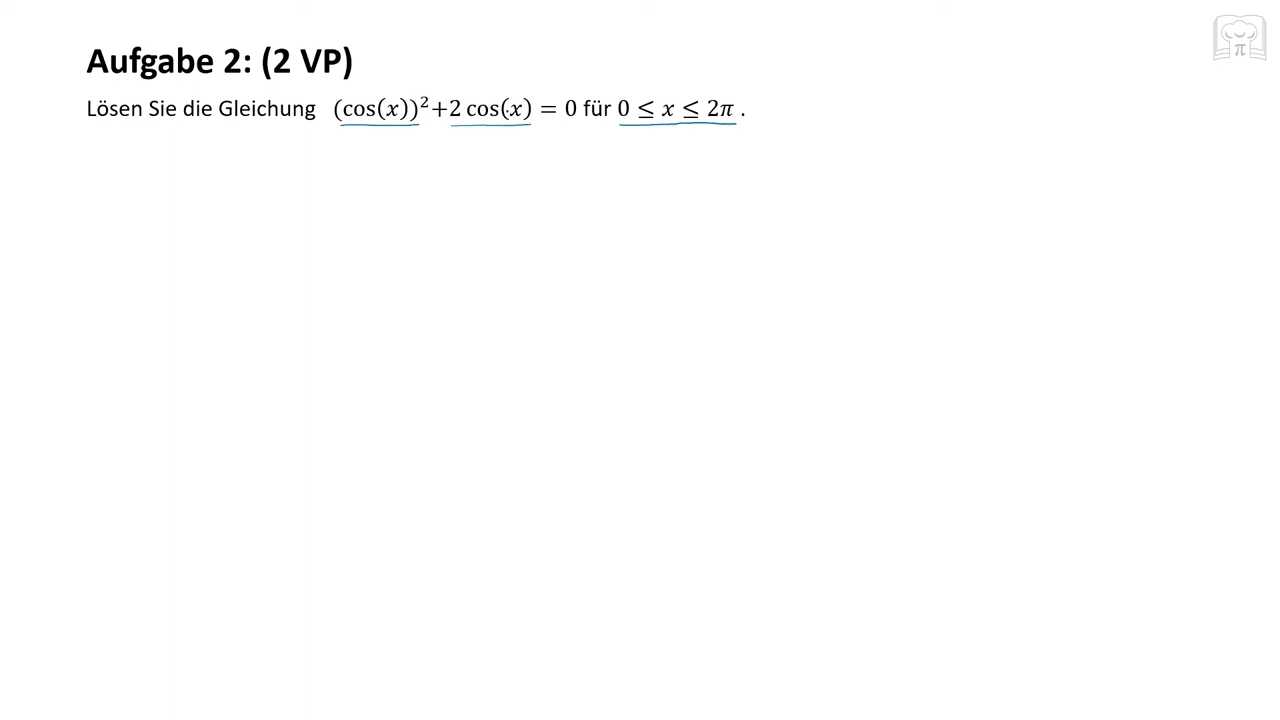 Aufgabe 2: (2 VP)
Lösen Sie die Gleichung (cos(x))²+2 cos(x) = 0 für 0 ≤ x ≤ 2π .
π